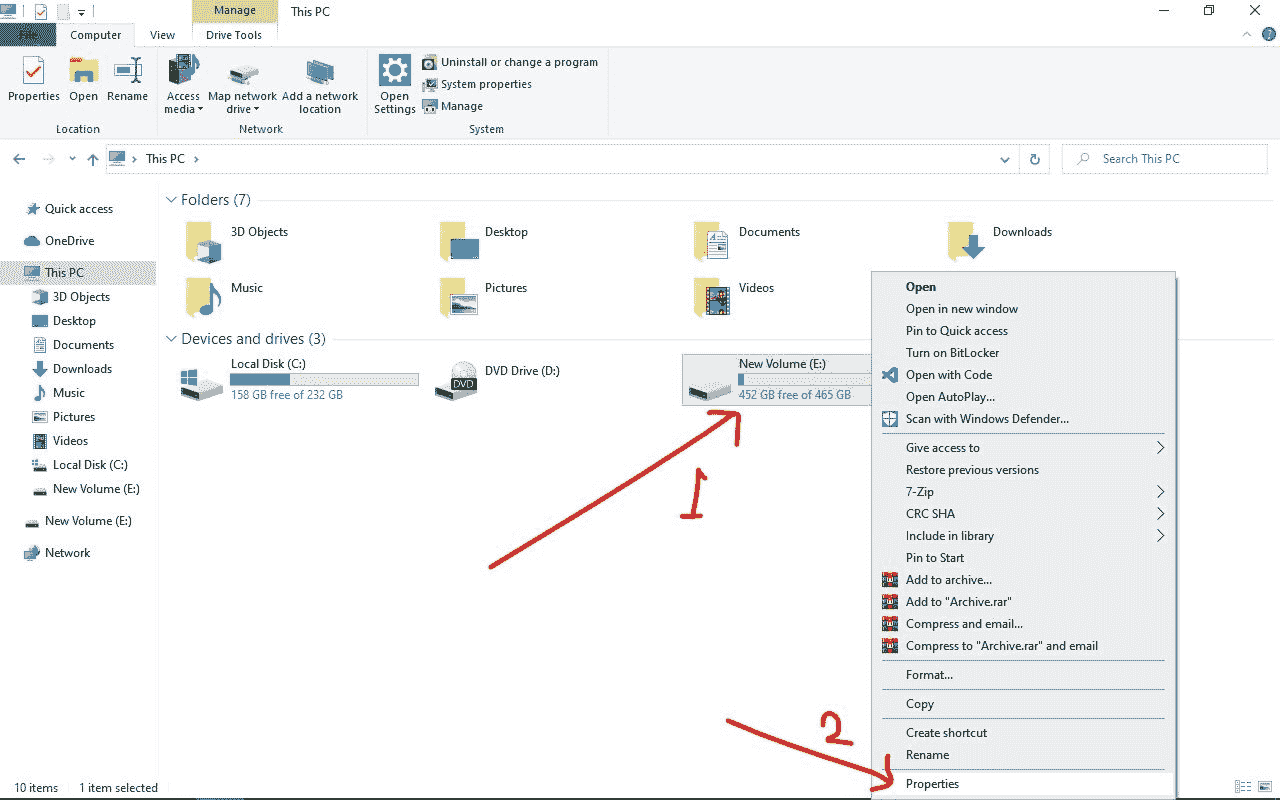 Manage
This PC
File
Computer
View
Drive Tools
Properties
Open
Rename
Access media
Map network drive
Add a network location
Open Settings
Uninstall or change a program
System properties
Manage
Location
Network
System
This PC
Search This PC
Quick access
OneDrive
This PC
3D Objects
Desktop
Documents
Downloads
Music
Pictures
Videos
Local Disk (C:)
New Volume (E:)
New Volume (E:)
Network
Folders (7)
3D Objects
Desktop
Documents
Downloads
Music
Pictures
Videos
Devices and drives (3)
Local Disk (C:)
158 GB free of 232 GB
DVD
DVD Drive (D:)
New Volume (E:)
452 GB free of 465 GB
1
Open
Open in new window
Pin to Quick access
Turn on BitLocker
Open with Code
Open AutoPlay...
Scan with Windows Defender...
Give access to
Restore previous versions
7-Zip
CRC SHA
Include in library
Pin to Start
Add to archive...
Add to "Archive.rar"
Compress and email...
Compress to "Archive.rar" and email
Format...
Copy
Create shortcut
Rename
Properties
2
10 items
1 item selected